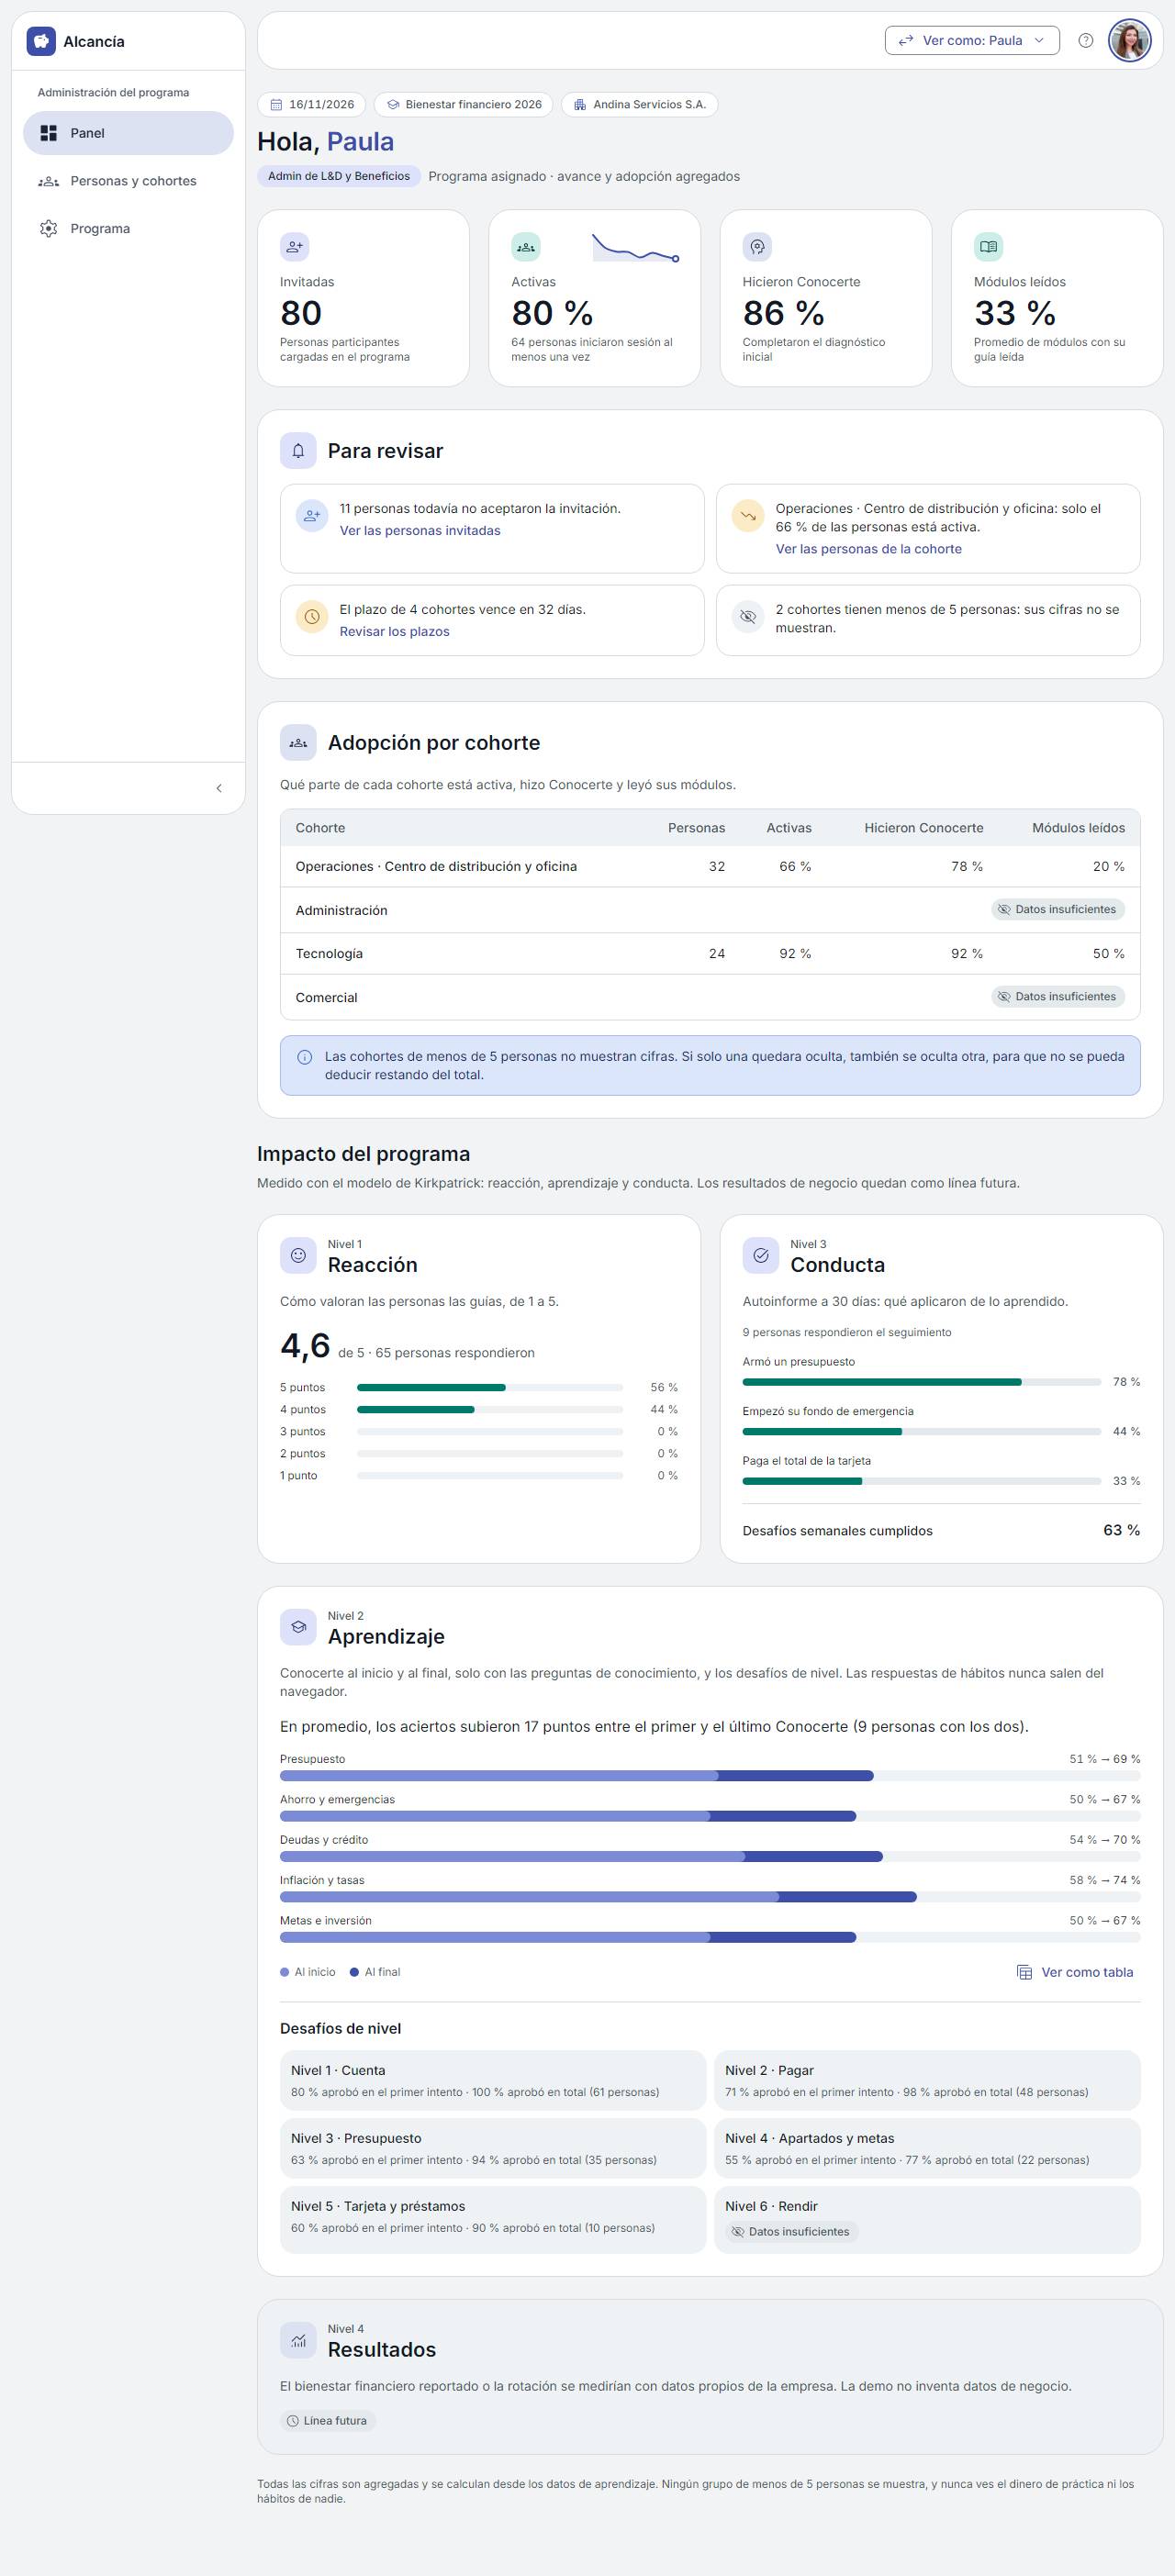 Alcancía
Ver como: Paula
Administración del programa
Panel
Personas y cohortes
Programa
16/11/2026
Bienestar financiero 2026
Andina Servicios S.A.
Hola, Paula
Admin de L&D y Beneficios
Programa asignado · avance y adopción agregados
Invitadas
80
Personas participantes
cargadas en el programa
Activas
80 %
64 personas iniciaron sesión al
menos una vez
Hicieron Conocerte
86 %
Completaron el diagnóstico
inicial
Módulos leídos
33 %
Promedio de módulos con su
guía leída
Para revisar
11 personas todavía no aceptaron la invitación.
Ver las personas invitadas
Operaciones · Centro de distribución y oficina: solo el
66 % de las personas está activa.
Ver las personas de la cohorte
El plazo de 4 cohortes vence en 32 días.
Revisar los plazos
2 cohortes tienen menos de 5 personas: sus cifras no se
muestran.
Adopción por cohorte
Qué parte de cada cohorte está activa, hizo Conocerte y leyó sus módulos.
Cohorte Personas Activas Hicieron Conocerte Módulos leídos
Operaciones · Centro de distribución y oficina 32 66 % 78 % 20 %
Administración Datos insuficientes
Tecnología 24 92 % 92 % 50 %
Comercial Datos insuficientes
Las cohortes de menos de 5 personas no muestran cifras. Si solo una quedara oculta, también se oculta otra, para que no se pueda
deducir restando del total.
Impacto del programa
Medido con el modelo de Kirkpatrick: reacción, aprendizaje y conducta. Los resultados de negocio quedan como línea futura.
Nivel 1
Reacción
Cómo valoran las personas las guías, de 1 a 5.
4,6 de 5 · 65 personas respondieron
5 puntos 56 %
4 puntos 44 %
3 puntos 0 %
2 puntos 0 %
1 punto 0 %
Nivel 3
Conducta
Autoinforme a 30 días: qué aplicaron de lo aprendido.
9 personas respondieron el seguimiento
Armó un presupuesto
78 %
Empezó su fondo de emergencia
44 %
Paga el total de la tarjeta
33 %
Desafíos semanales cumplidos 63 %
Nivel 2
Aprendizaje
Conocerte al inicio y al final, solo con las preguntas de conocimiento, y los desafíos de nivel. Las respuestas de hábitos nunca salen del
navegador.
En promedio, los aciertos subieron 17 puntos entre el primer y el último Conocerte (9 personas con los dos).
Presupuesto 51 % → 69 %
Ahorro y emergencias 50 % → 67 %
Deudas y crédito 54 % → 70 %
Inflación y tasas 58 % → 74 %
Metas e inversión 50 % → 67 %
Al inicio Al final
Ver como tabla
Desafíos de nivel
Nivel 1 · Cuenta
80 % aprobó en el primer intento · 100 % aprobó en total (61 personas)
Nivel 2 · Pagar
71 % aprobó en el primer intento · 98 % aprobó en total (48 personas)
Nivel 3 · Presupuesto
63 % aprobó en el primer intento · 94 % aprobó en total (35 personas)
Nivel 4 · Apartados y metas
55 % aprobó en el primer intento · 77 % aprobó en total (22 personas)
Nivel 5 · Tarjeta y préstamos
60 % aprobó en el primer intento · 90 % aprobó en total (10 personas)
Nivel 6 · Rendir
Datos insuficientes
Nivel 4
Resultados
El bienestar financiero reportado o la rotación se medirían con datos propios de la empresa. La demo no inventa datos de negocio.
Línea futura
Todas las cifras son agregadas y se calculan desde los datos de aprendizaje. Ningún grupo de menos de 5 personas se muestra, y nunca ves el dinero de práctica ni los
hábitos de nadie.